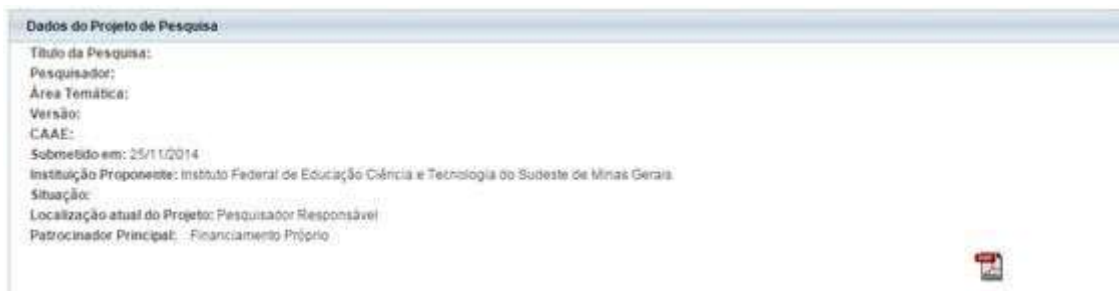 Dados do Projeto de Pesquisa
Título da Pesquisa:
Pesquisador:
Área Temática:
Versão:
CAAE:
Submetido em: 25/11/2014
Instituição Proponente: Instituto Federal de Educação Ciência e Tecnologia do Sudeste de Minas Gerais
Situação:
Localização atual do Projeto: Pesquisador Responsável
Patrocinador Principal: Financiamento Próprio